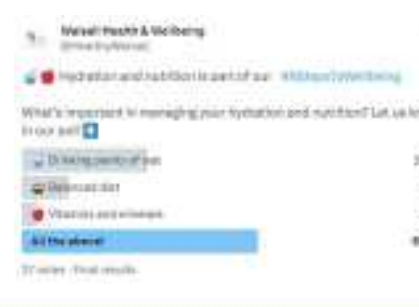 Walsall Health & Wellbeing
Hydration and nutrition is part of our
What's important in managing your hydration and nutrition? Let us
in our poll
Drinking plenty of
Balanced diet
Vitamins and minerals
All the above!
votes · Final results